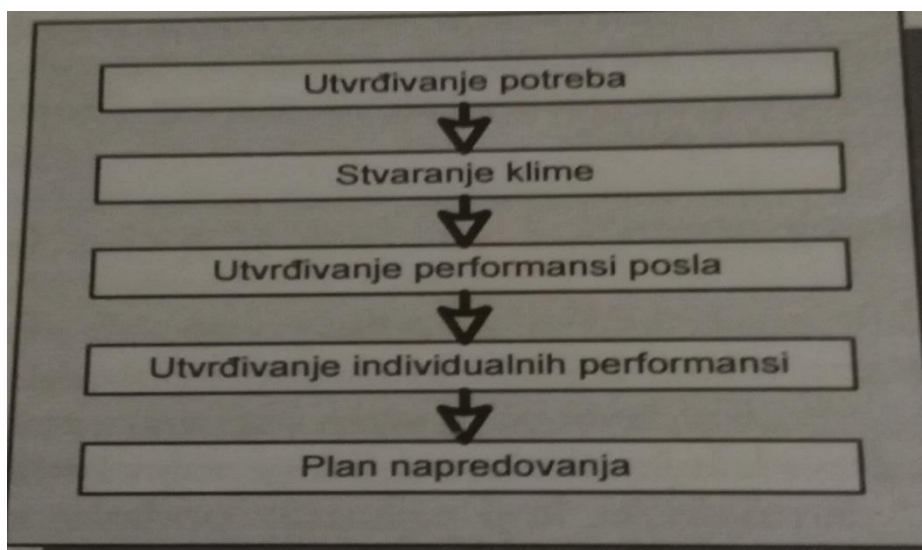 Utvrđivanje potreba
Stvaranje klime
Utvrđivanje performansi posla
Utvrđivanje individualnih performansi
Plan napredovanja